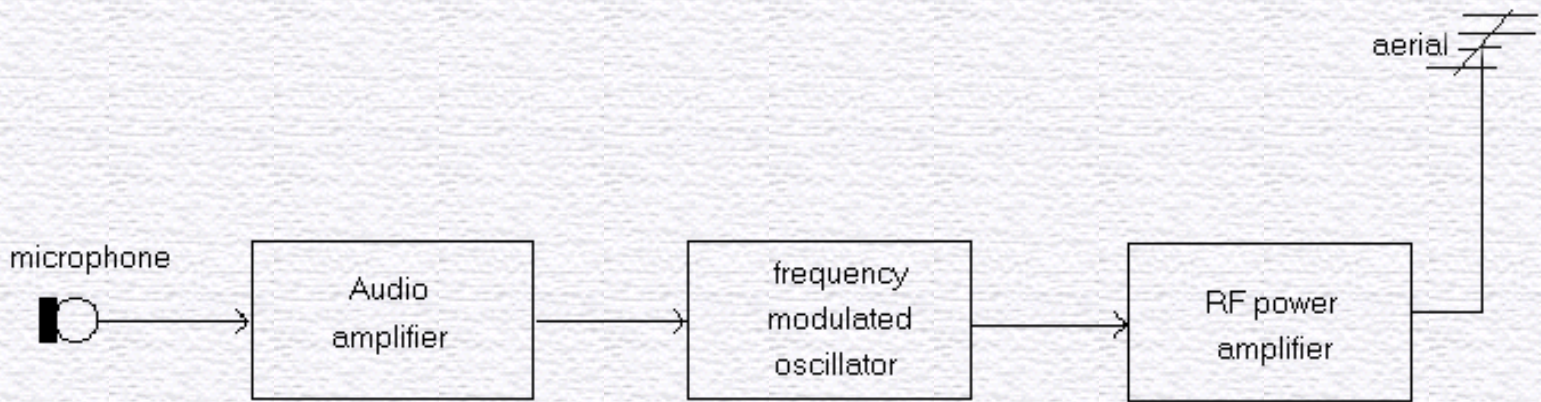 aerial
microphone
Audio
amplifier
frequency
modulated
oscillator
RF power
amplifier